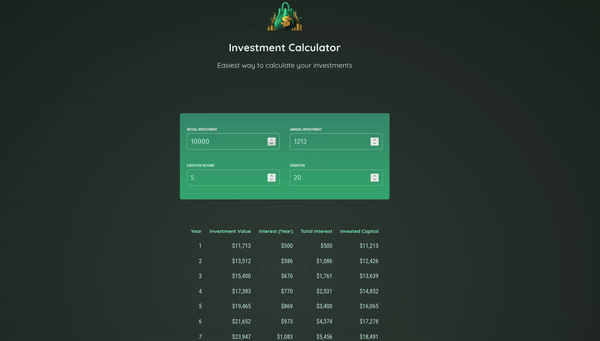 Investment Calculator
Easiest way to calculate your investments
INITIAL INVESTMENT ANNUAL INVESTMENT
10000 1213
EXPECTED RETURN DURATION
5 20
Year Investment Value Interest (Year) Total Interest Invested Capital
1 $11,713 $500 $500 $11,213
2 $13,512 $586 $1,086 $12,426
3 $15,400 $676 $1,761 $13,639
4 $17,383 $770 $2,531 $14,852
5 $19,465 $869 $3,400 $16,065
6 $21,652 $973 $4,374 $17,278
7 $23,947 $1,083 $5,456 $18,491